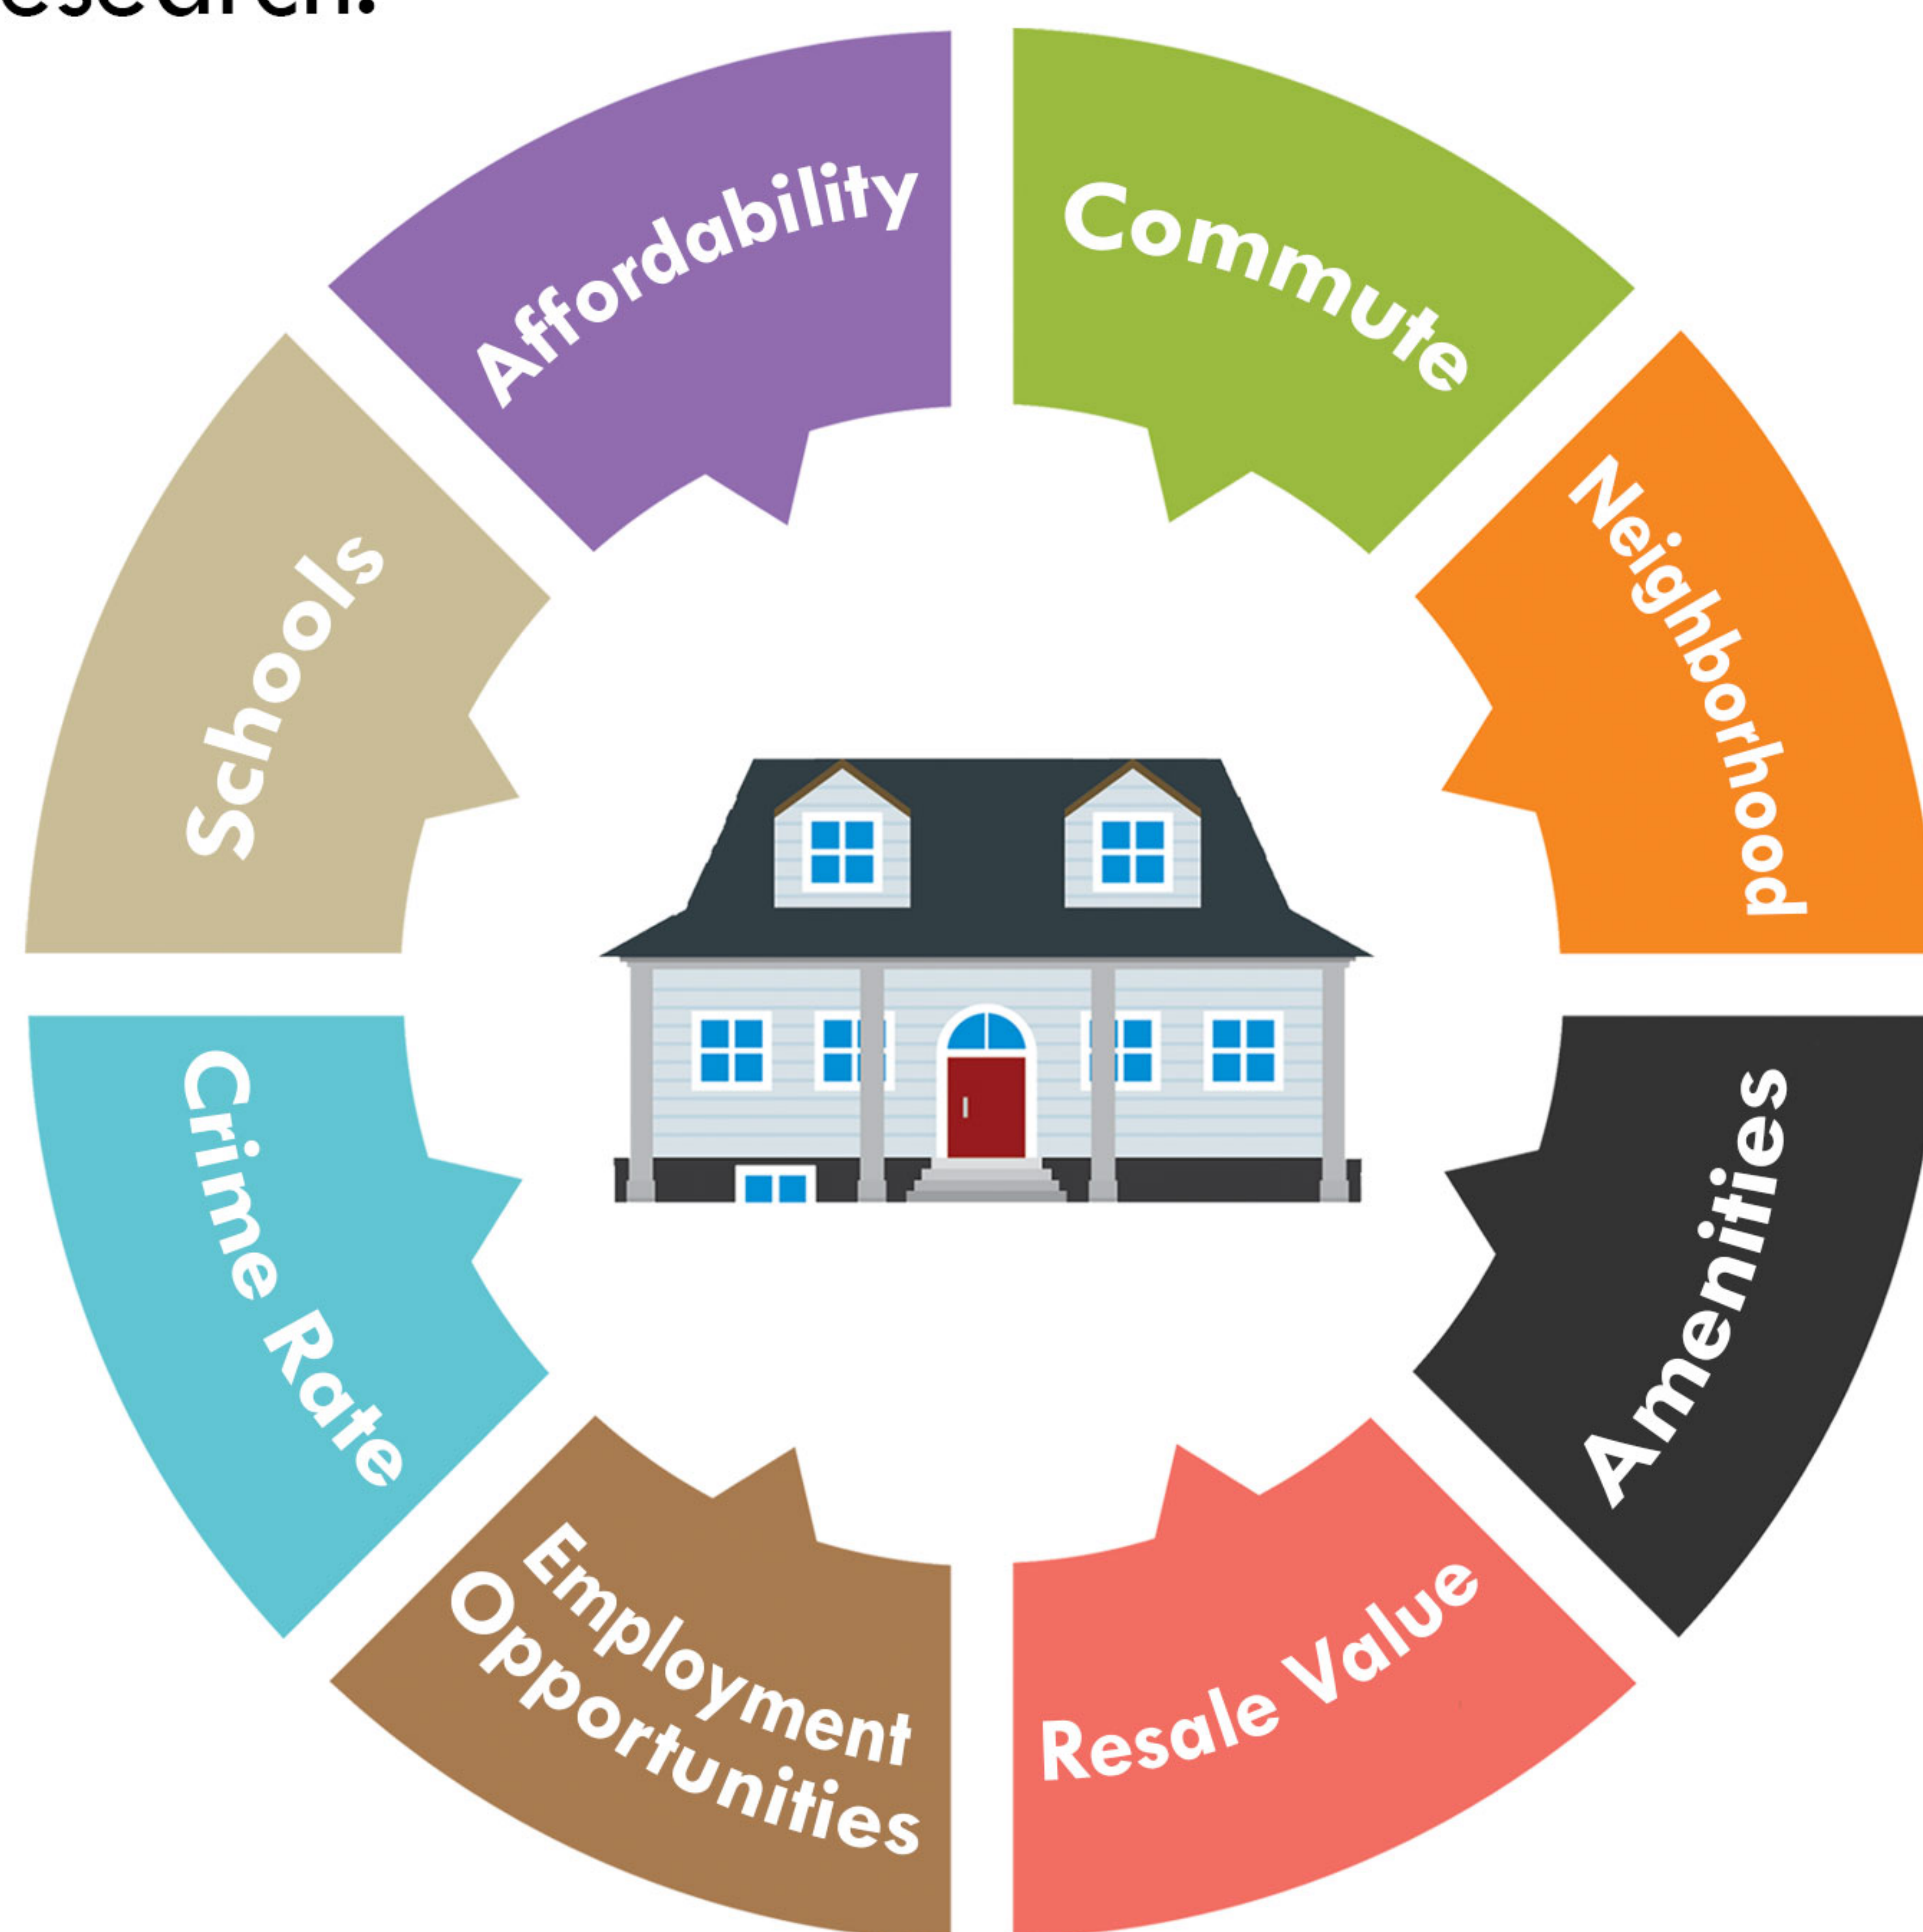 Affordability
Commute
Neighborhood
Amenities
Resale Value
Employment
Opportunities
Crime Rate
Schools